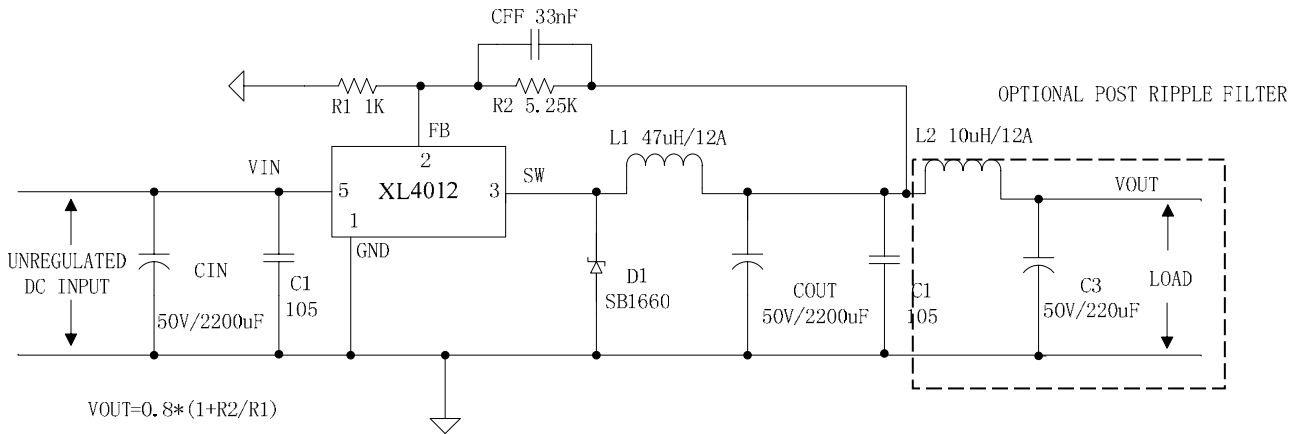 CFF 33nF
R1 1K
R2 5.25K
OPTIONAL POST RIPPLE FILTER
FB
L1 47uH/12A
L2 10uH/12A
2
VIN
SW
VOUT
5
XL4012
3
1
GND
UNREGULATED
DC INPUT
CIN
50V/2200uF
C1
105
D1
SB1660
COUT
50V/2200uF
C1
105
C3
50V/220uF
LOAD
VOUT=0.8*(1+R2/R1)